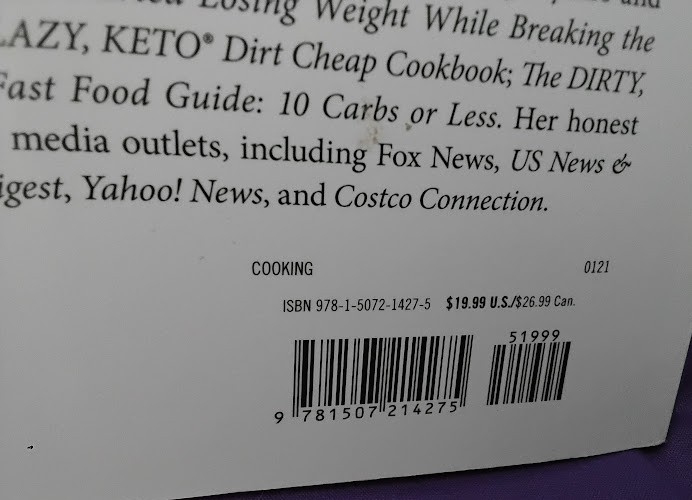 Losing Weight While Breaking the
LAZY, KETO® Dirt Cheap Cookbook; The DIRTY,
Fast Food Guide: 10 Carbs or Less. Her honest
media outlets, including Fox News, US News &
igest, Yahoo! News, and Costco Connection.
COOKING 0121
ISBN 978-1-5072-1427-5 $19.99 U.S./$26.99 Can.
51999
9 781507 214275